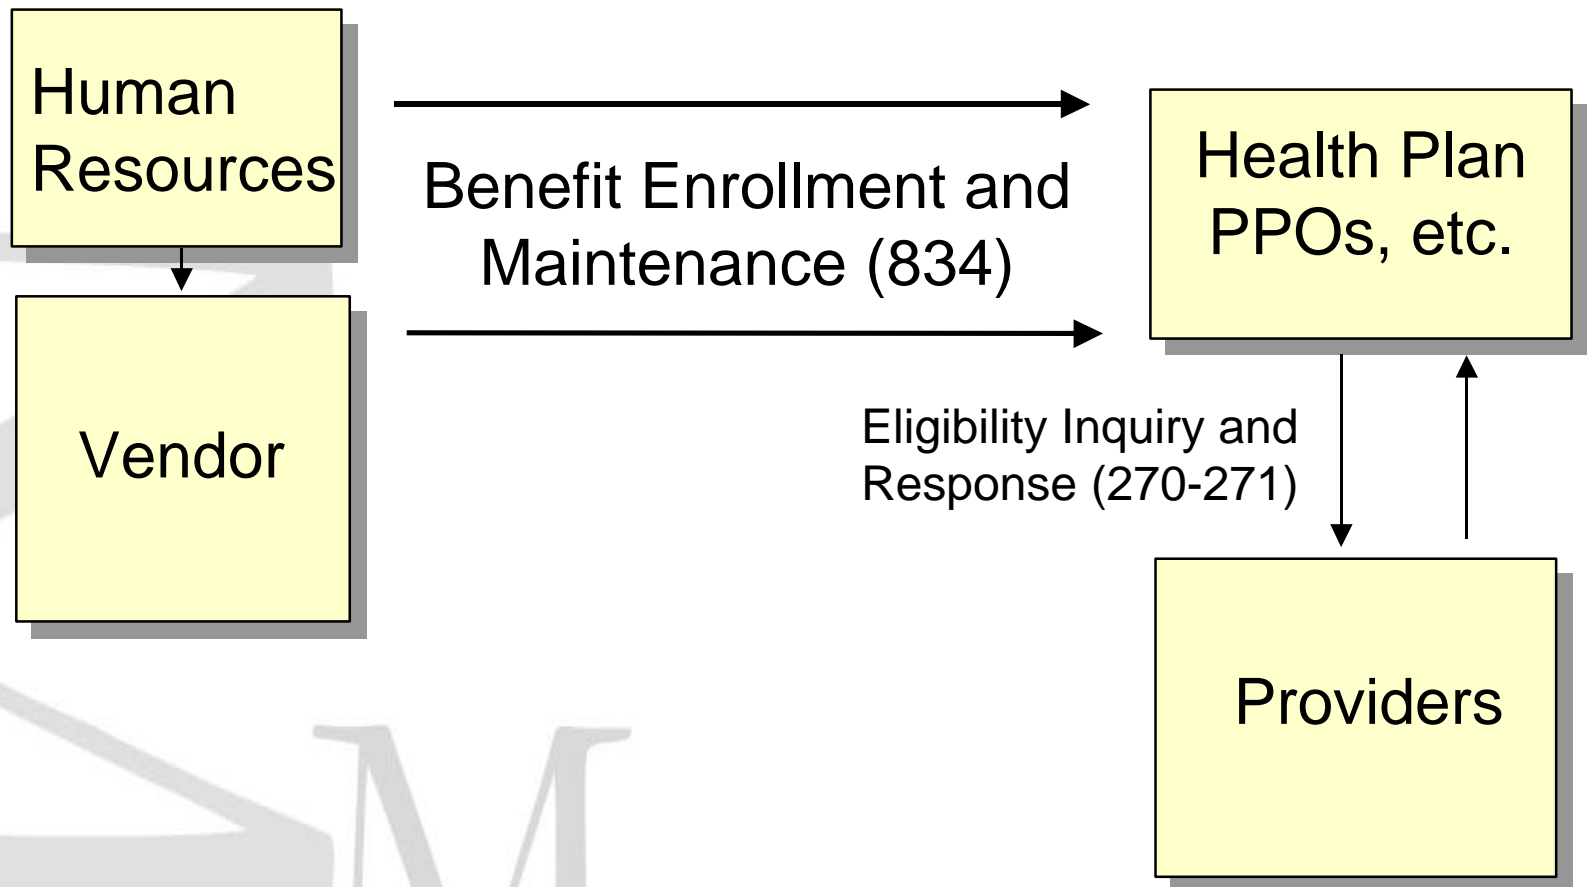 Human
Resources
Benefit Enrollment and
Maintenance (834)
Health Plan
PPOs, etc.
Vendor
Eligibility Inquiry and
Response (270-271)
Providers
M